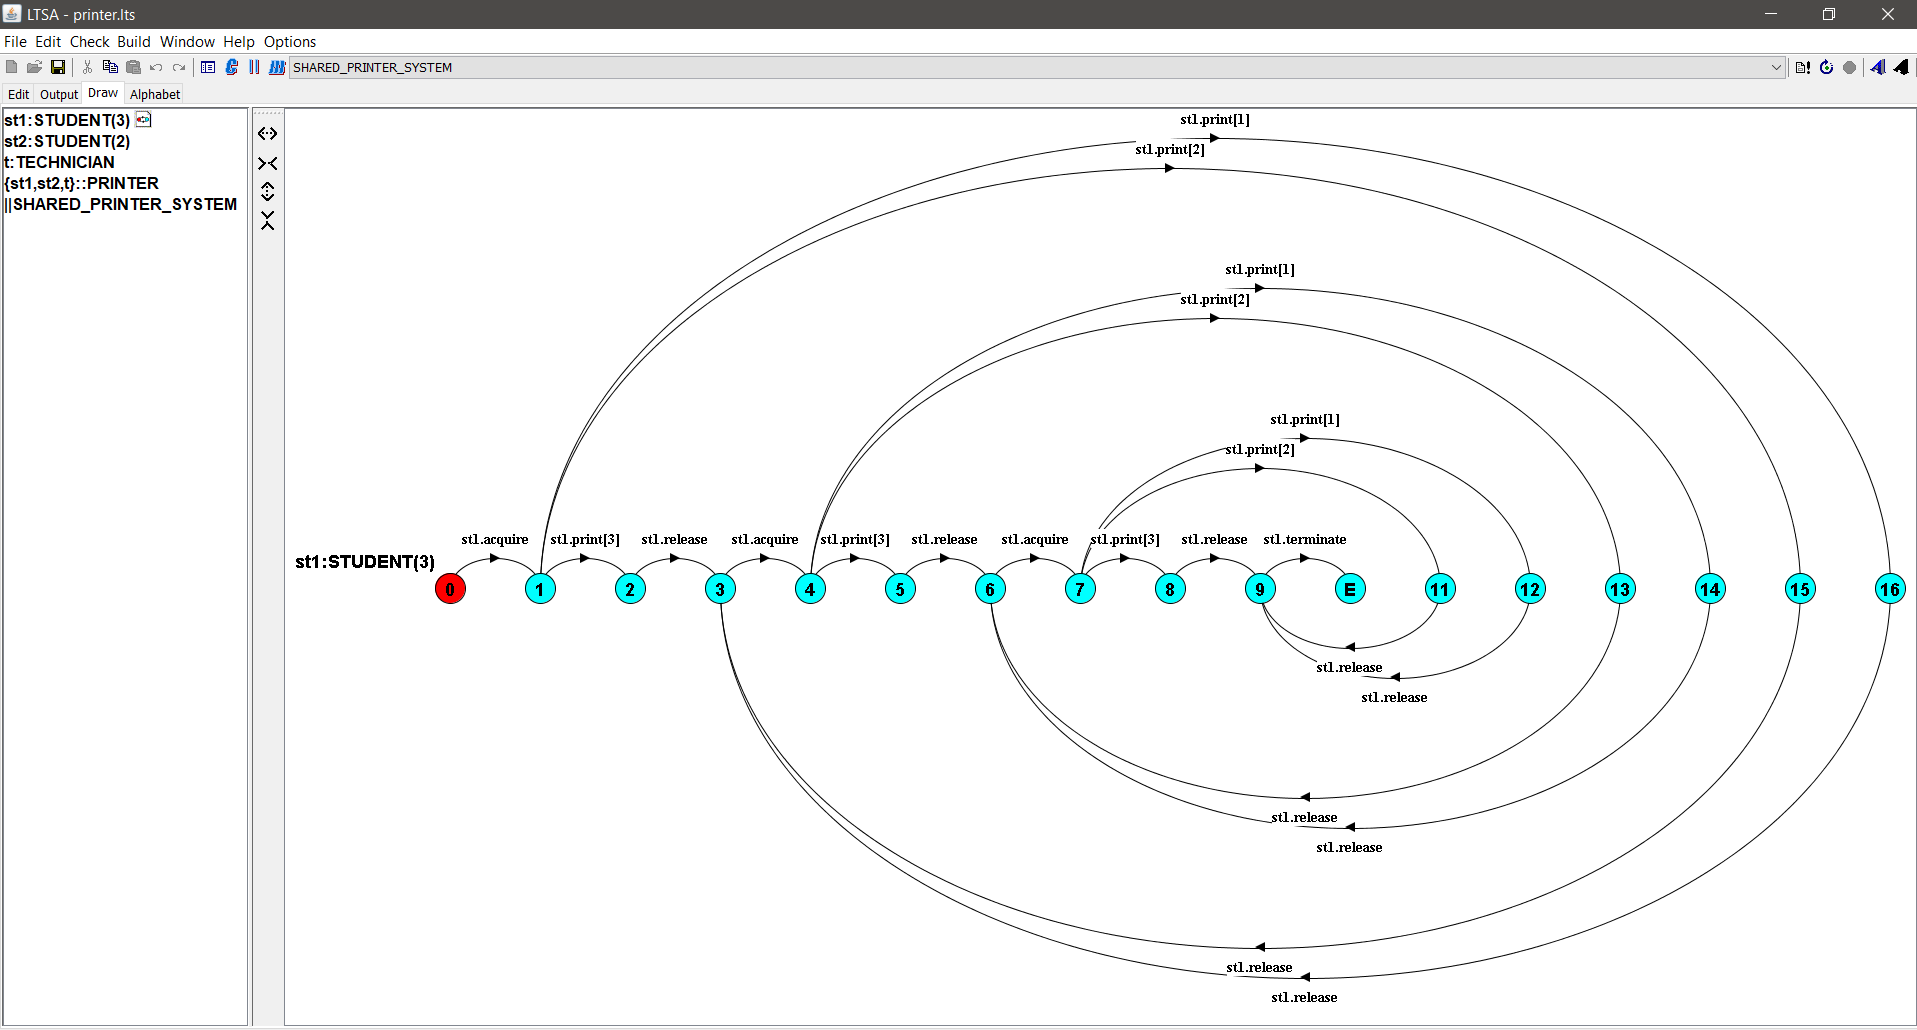 LTSA - printer.lts
File Edit Check Build Window Help Options
SHARED_PRINTER_SYSTEM
Edit Output Draw Alphabet
st1:STUDENT(3)
st2:STUDENT(2)
t:TECHNICIAN
{st1,st2,t}::PRINTER
||SHARED_PRINTER_SYSTEM
st1.print[1]
st1.print[2]
st1.print[1]
st1.print[2]
st1.print[1]
st1.print[2]
st1.acquire st1.print[3] st1.release st1.acquire st1.print[3] st1.release st1.acquire st1.print[3] st1.release st1.terminate
st1:STUDENT(3)
0 1 2 3 4 5 6 7 8 9 E 11 12 13 14 15 16
st1.release
st1.release
st1.release
st1.release
st1.release
st1.release